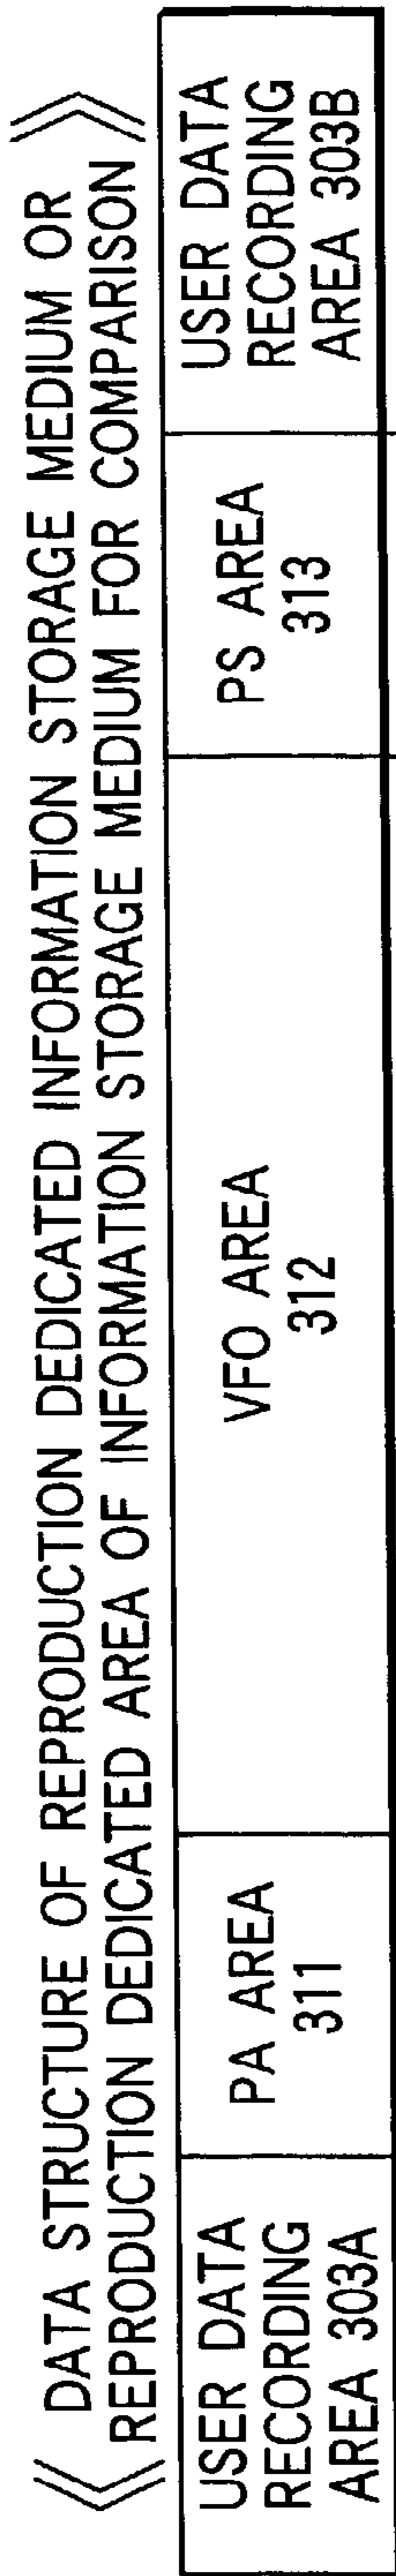 《 DATA STRUCTURE OF REPRODUCTION DEDICATED INFORMATION STORAGE MEDIUM OR
REPRODUCTION DEDICATED AREA OF INFORMATION STORAGE MEDIUM FOR COMPARISON 》
USER DATA
RECORDING
AREA 303A
PA AREA
311
VFO AREA
312
PS AREA
313
USER DATA
RECORDING
AREA 303B